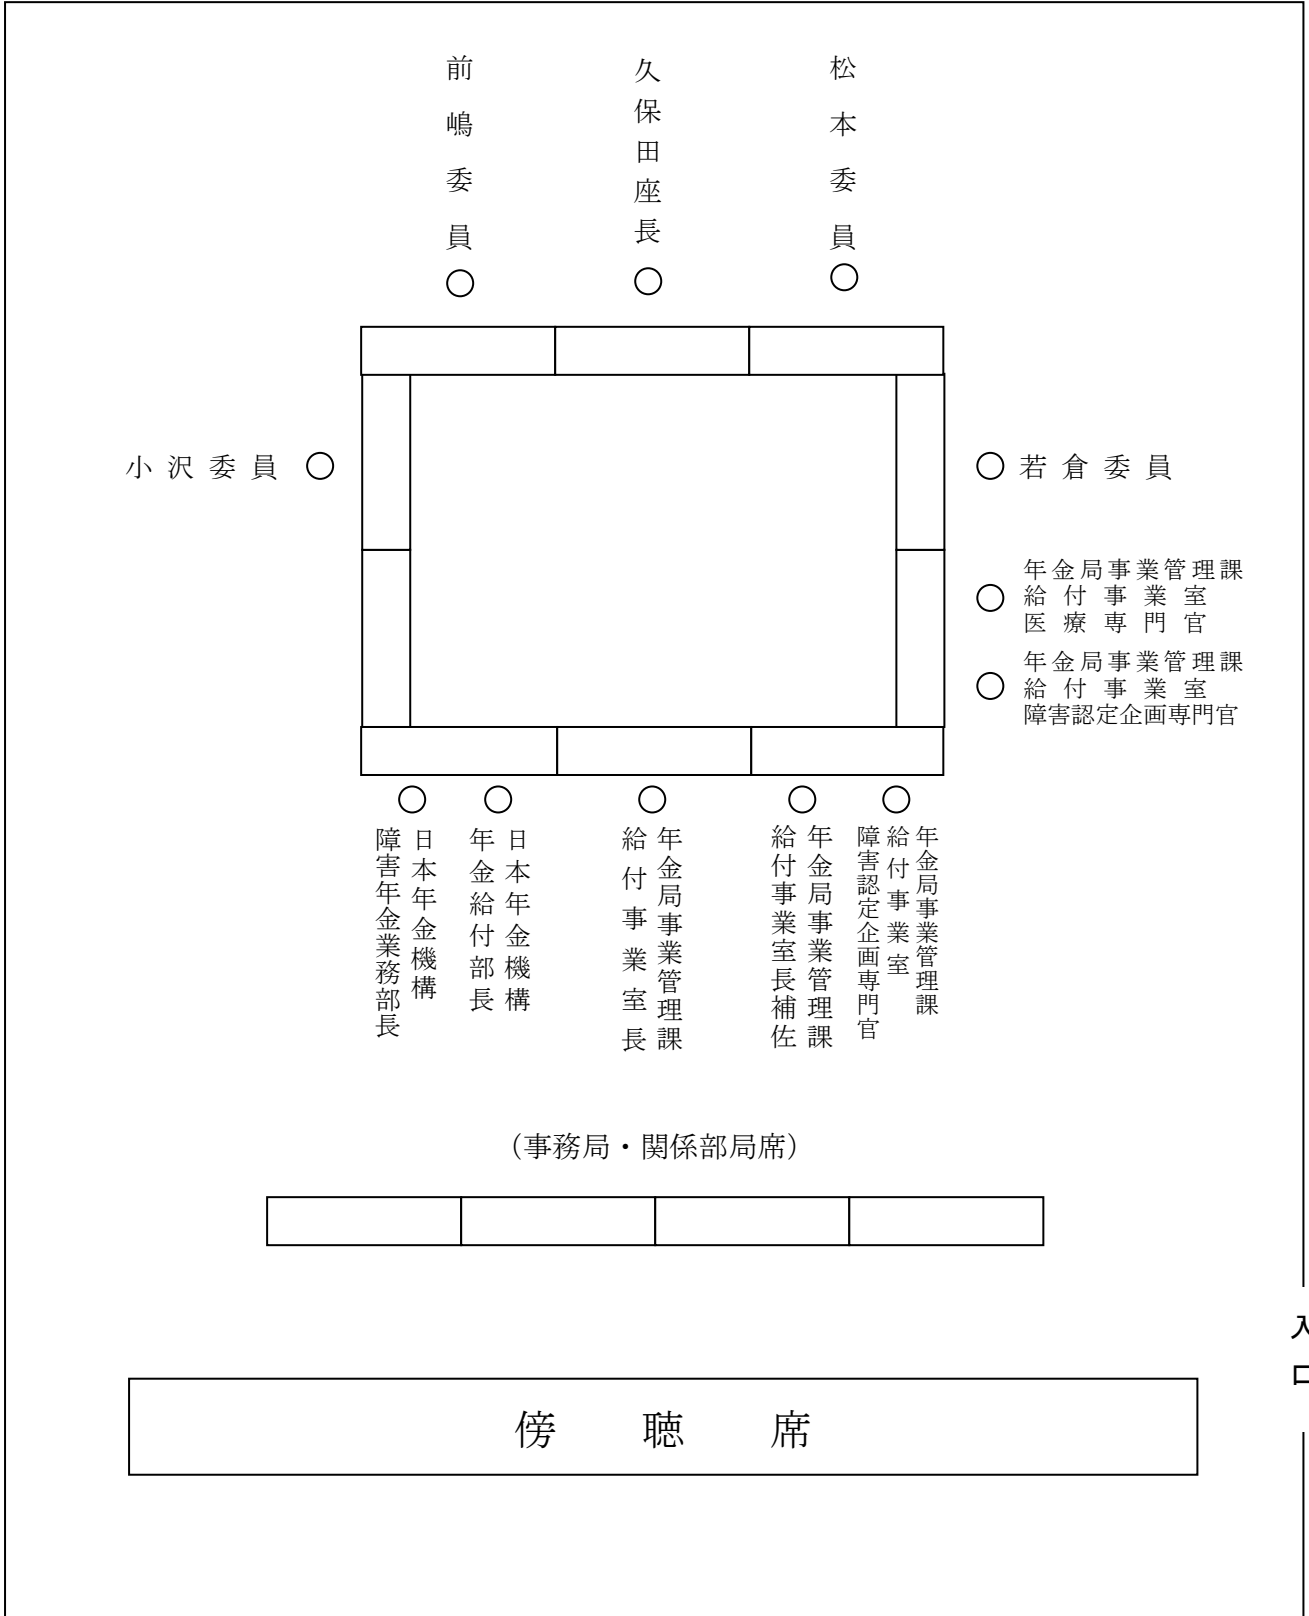 前嶋委員
久保田座長
松本委員
小沢委員
若倉委員
年金局事業管理課
給付事業室
医療専門官
年金局事業管理課
給付事業室
障害認定企画専門官
日本年金機構
障害年金業務部長
日本年金機構
年金給付部長
年金局事業管理課
給付事業室長
年金局事業管理課
給付事業室長補佐
年金局事業管理課
給付事業室
障害認定企画専門官
（事務局・関係部局席）
入口
傍聴席